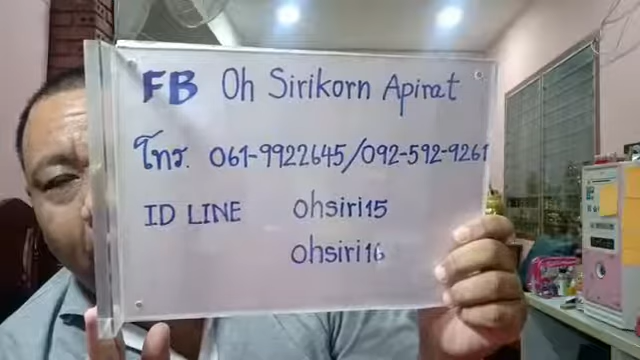 FB Oh Sirikorn Apirat
โทร. 061-9922645/092-592-9261
ID LINE ohsiri15
ohsiri16